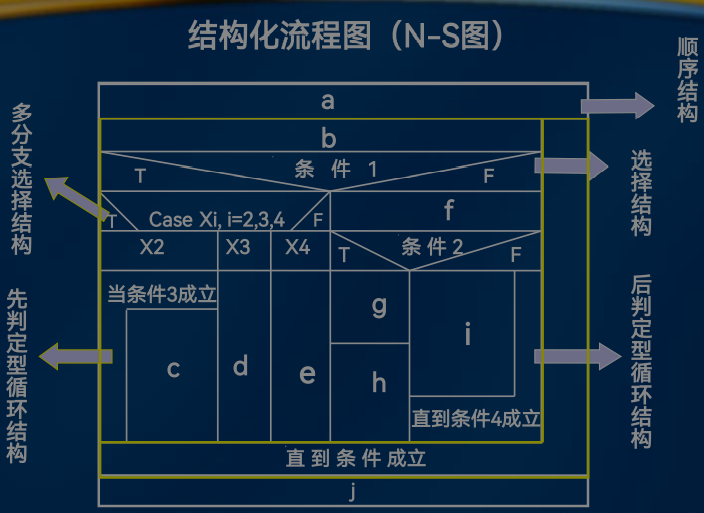 结构化流程图（N-S图）
顺序结构
a
b
多分支选择结构
选择结构
T
条 件 1
F
T
Case Xi, i=2,3,4
F
f
X2
X3
X4
T
条件2
F
先判定型循环结构
后判定型循环结构
当条件3成立
c
d
e
g
h
i
直到条件4成立
直到条件成立
j